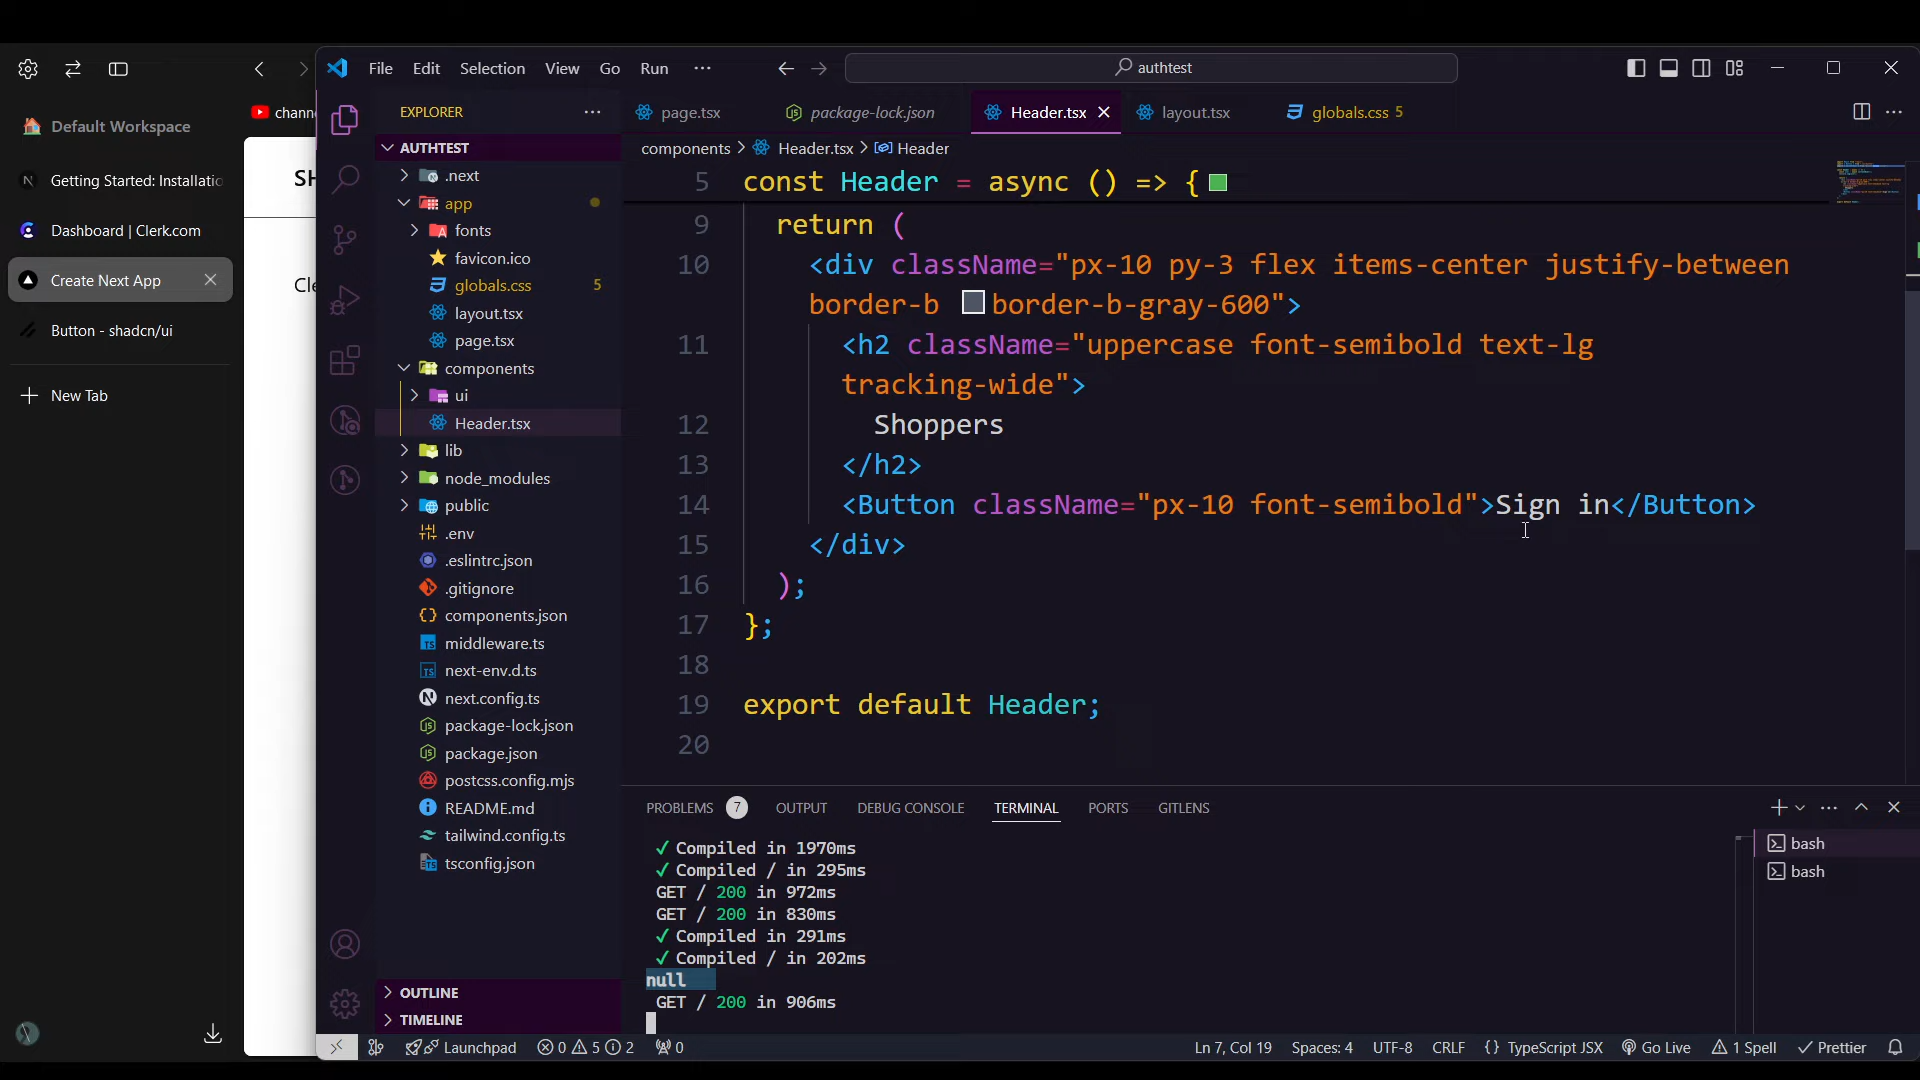 File Edit Selection View Go Run ··· authtest
Default Workspace
Getting Started: Installatio
Dashboard | Clerk.com
Create Next App
Button - shadcn/ui
New Tab
chann
SH
Cle
EXPLORER
AUTHTEST
.next
app
fonts
favicon.ico
globals.css 5
layout.tsx
page.tsx
components
ui
Header.tsx
lib
node_modules
public
.env
.eslintrc.json
.gitignore
components.json
middleware.ts
next-env.d.ts
next.config.ts
package-lock.json
package.json
postcss.config.mjs
README.md
tailwind.config.ts
tsconfig.json
OUTLINE
TIMELINE
page.tsx package-lock.json Header.tsx layout.tsx globals.css 5
components > Header.tsx > Header
5 const Header = async () => {
9 return (
10 <div className="px-10 py-3 flex items-center justify-between
border-b border-b-gray-600">
11 <h2 className="uppercase font-semibold text-lg
tracking-wide">
12 Shoppers
13 </h2>
14 <Button className="px-10 font-semibold">Sign in</Button>
15 </div>
16 );
17 };
18
19 export default Header;
20
PROBLEMS 7 OUTPUT DEBUG CONSOLE TERMINAL PORTS GITLENS
✓ Compiled in 1970ms
✓ Compiled / in 295ms
GET / 200 in 972ms
GET / 200 in 830ms
✓ Compiled in 291ms
✓ Compiled / in 202ms
null
GET / 200 in 906ms
bash
bash
Launchpad 0 5 2 0 Ln 7, Col 19 Spaces: 4 UTF-8 CRLF {} TypeScript JSX Go Live 1 Spell Prettier